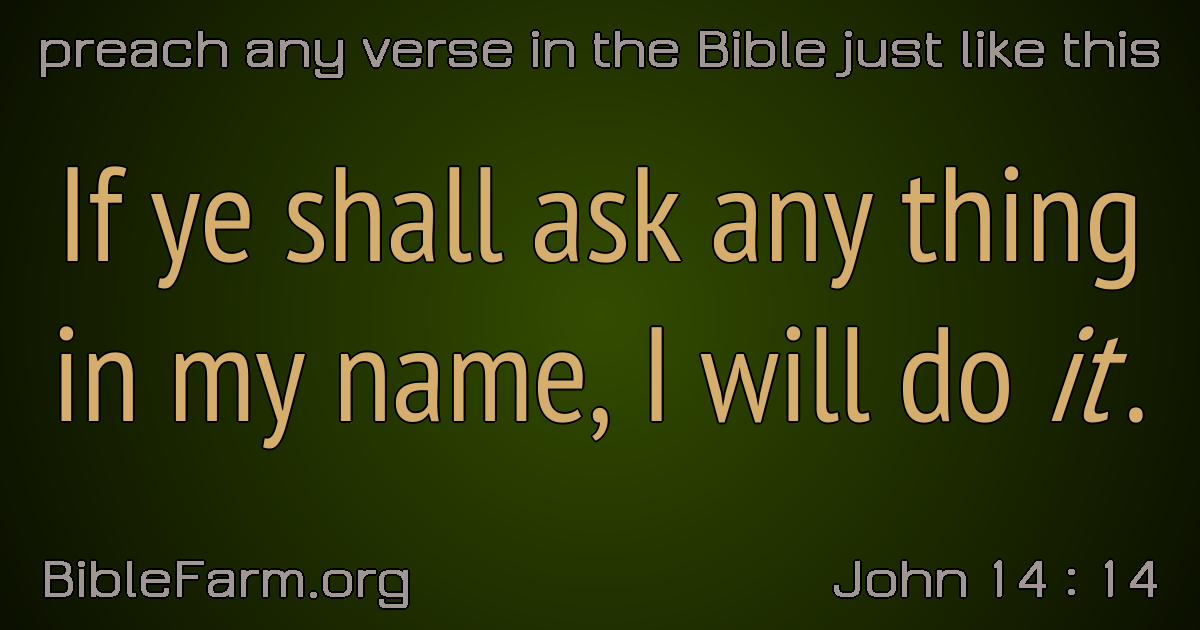 preach any verse in the Bible just like this
If ye shall ask any thing
in my name, I will do it.
BibleFarm.org
John 14 : 14